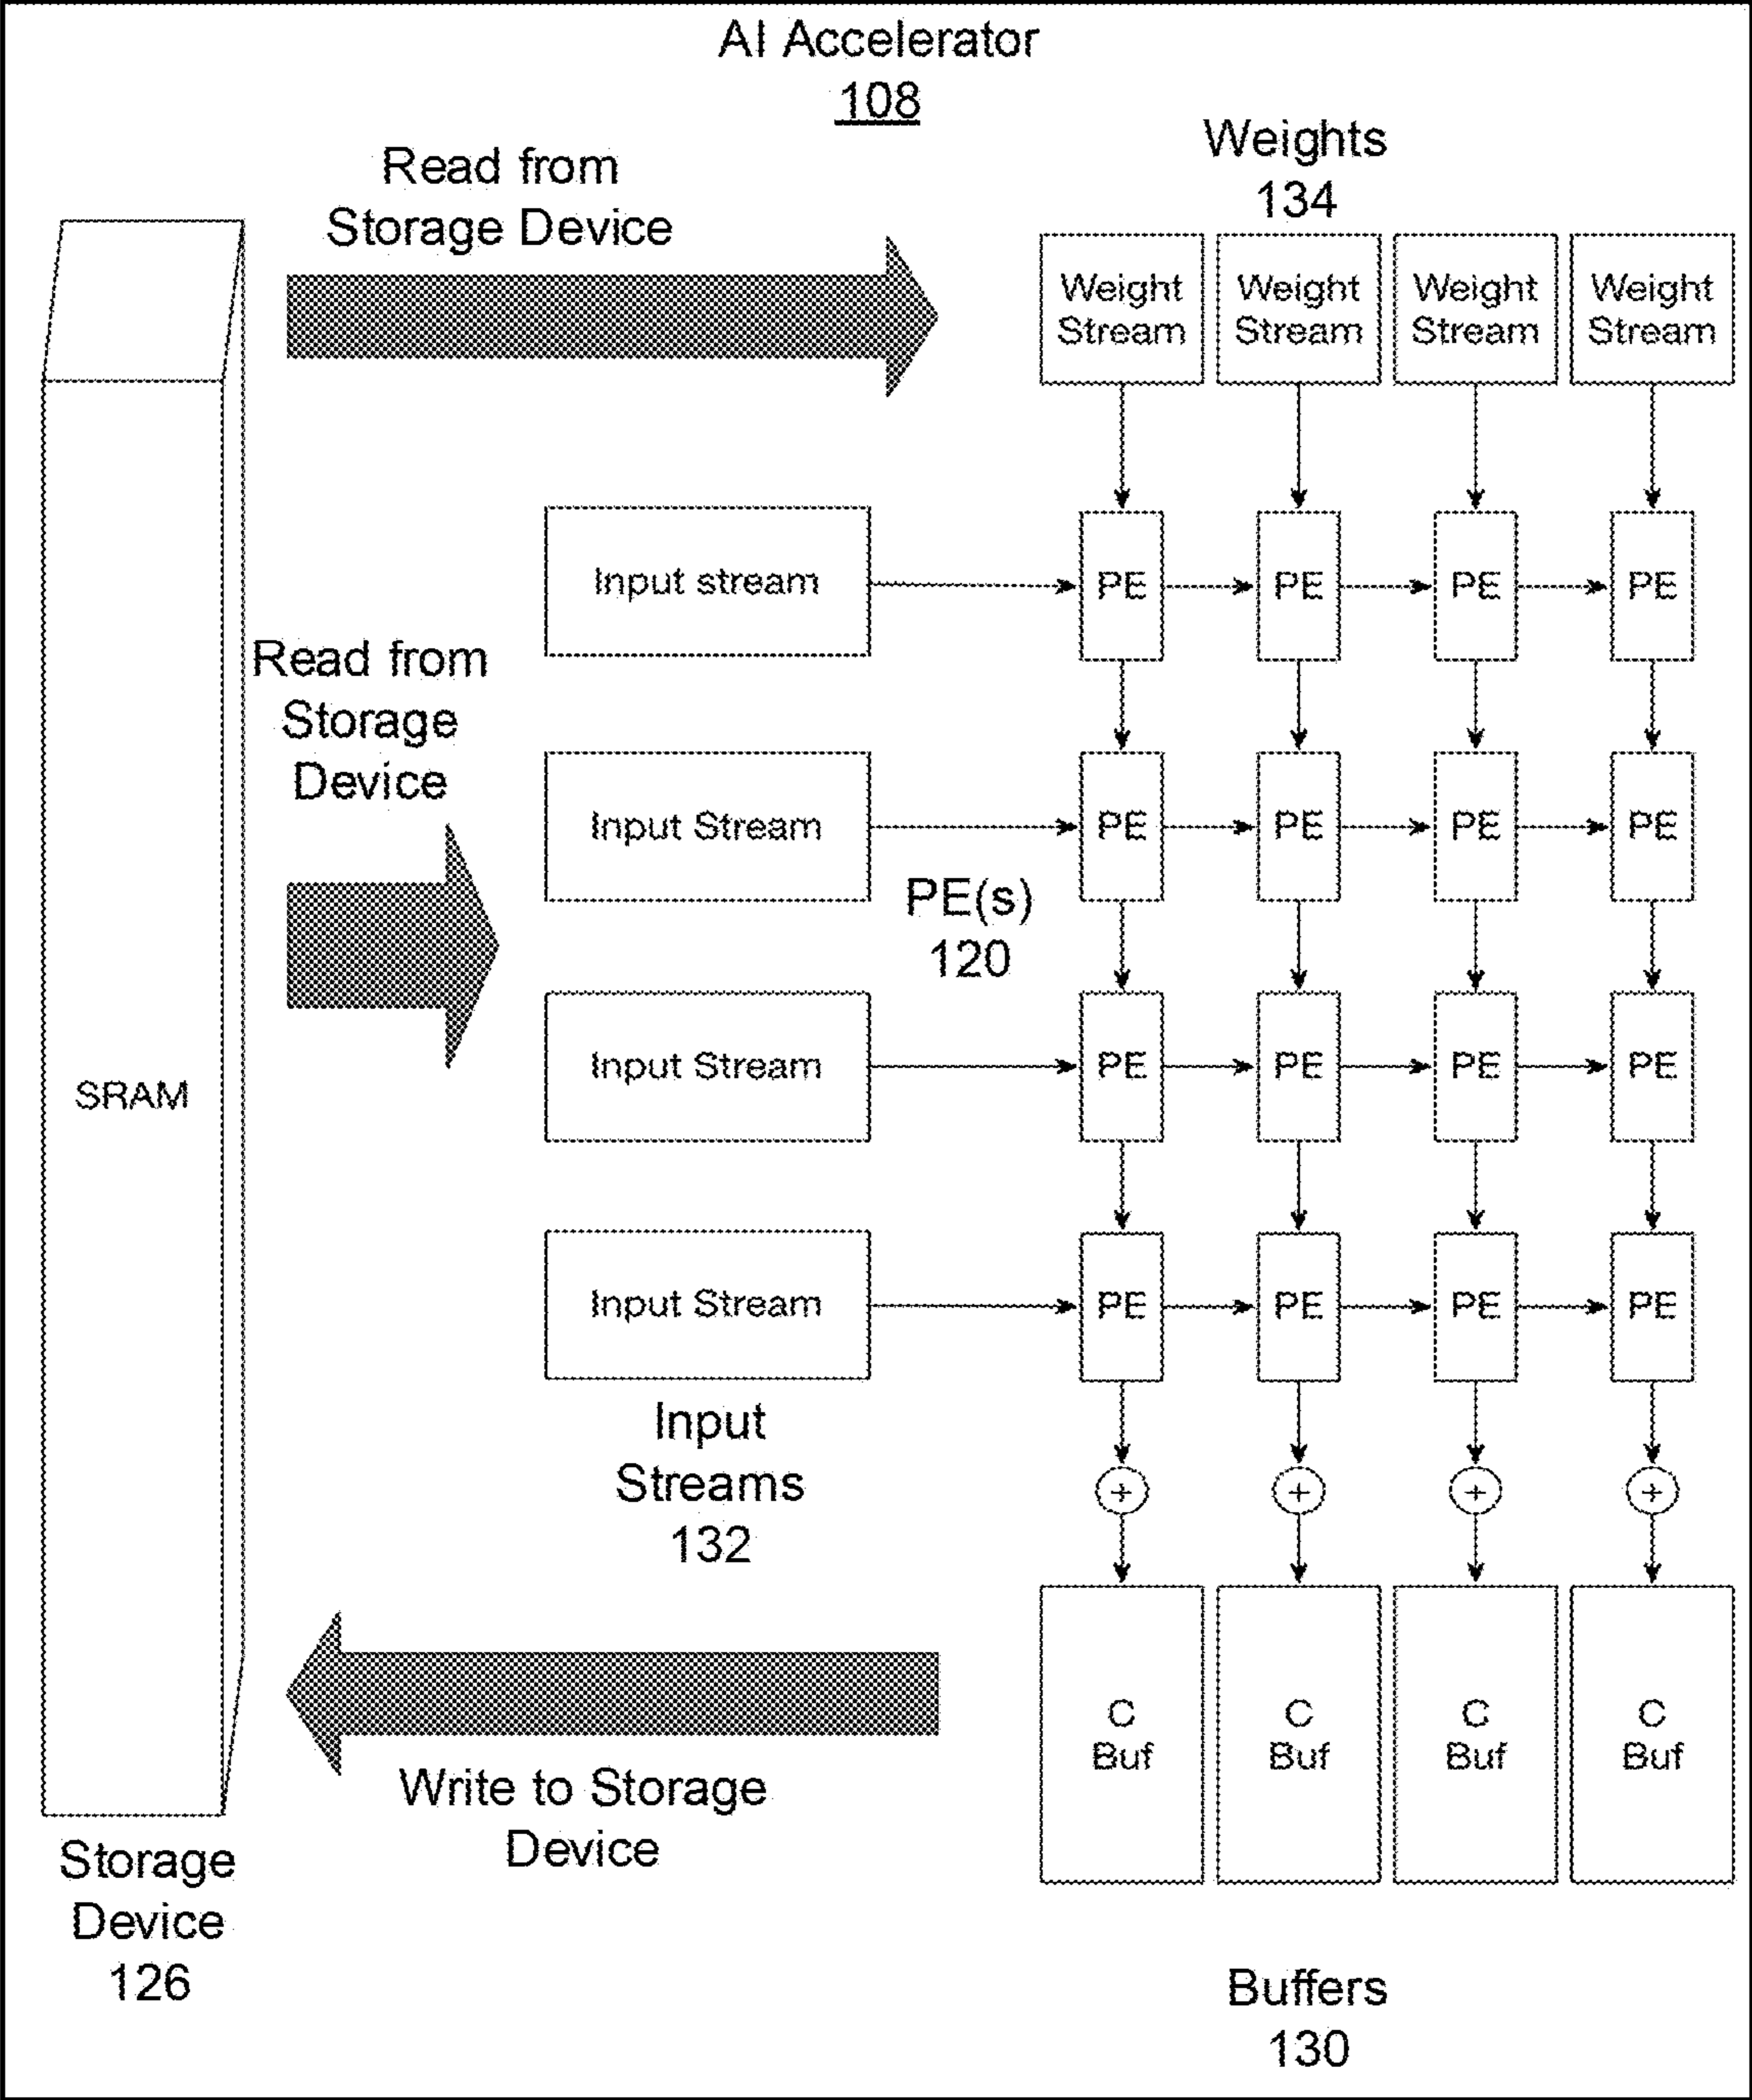 AI Accelerator
108
Read from
Storage Device
Weights
134
Weight
Stream
Weight
Stream
Weight
Stream
Weight
Stream
Input stream
PE
PE
PE
PE
Read from
Storage
Device
Input Stream
PE
PE
PE
PE
PE(s)
120
Input Stream
PE
PE
PE
PE
SRAM
Input Stream
PE
PE
PE
PE
Input
Streams
132
+
+
+
+
C
Buf
C
Buf
C
Buf
C
Buf
Write to Storage
Device
Storage
Device
126
Buffers
130